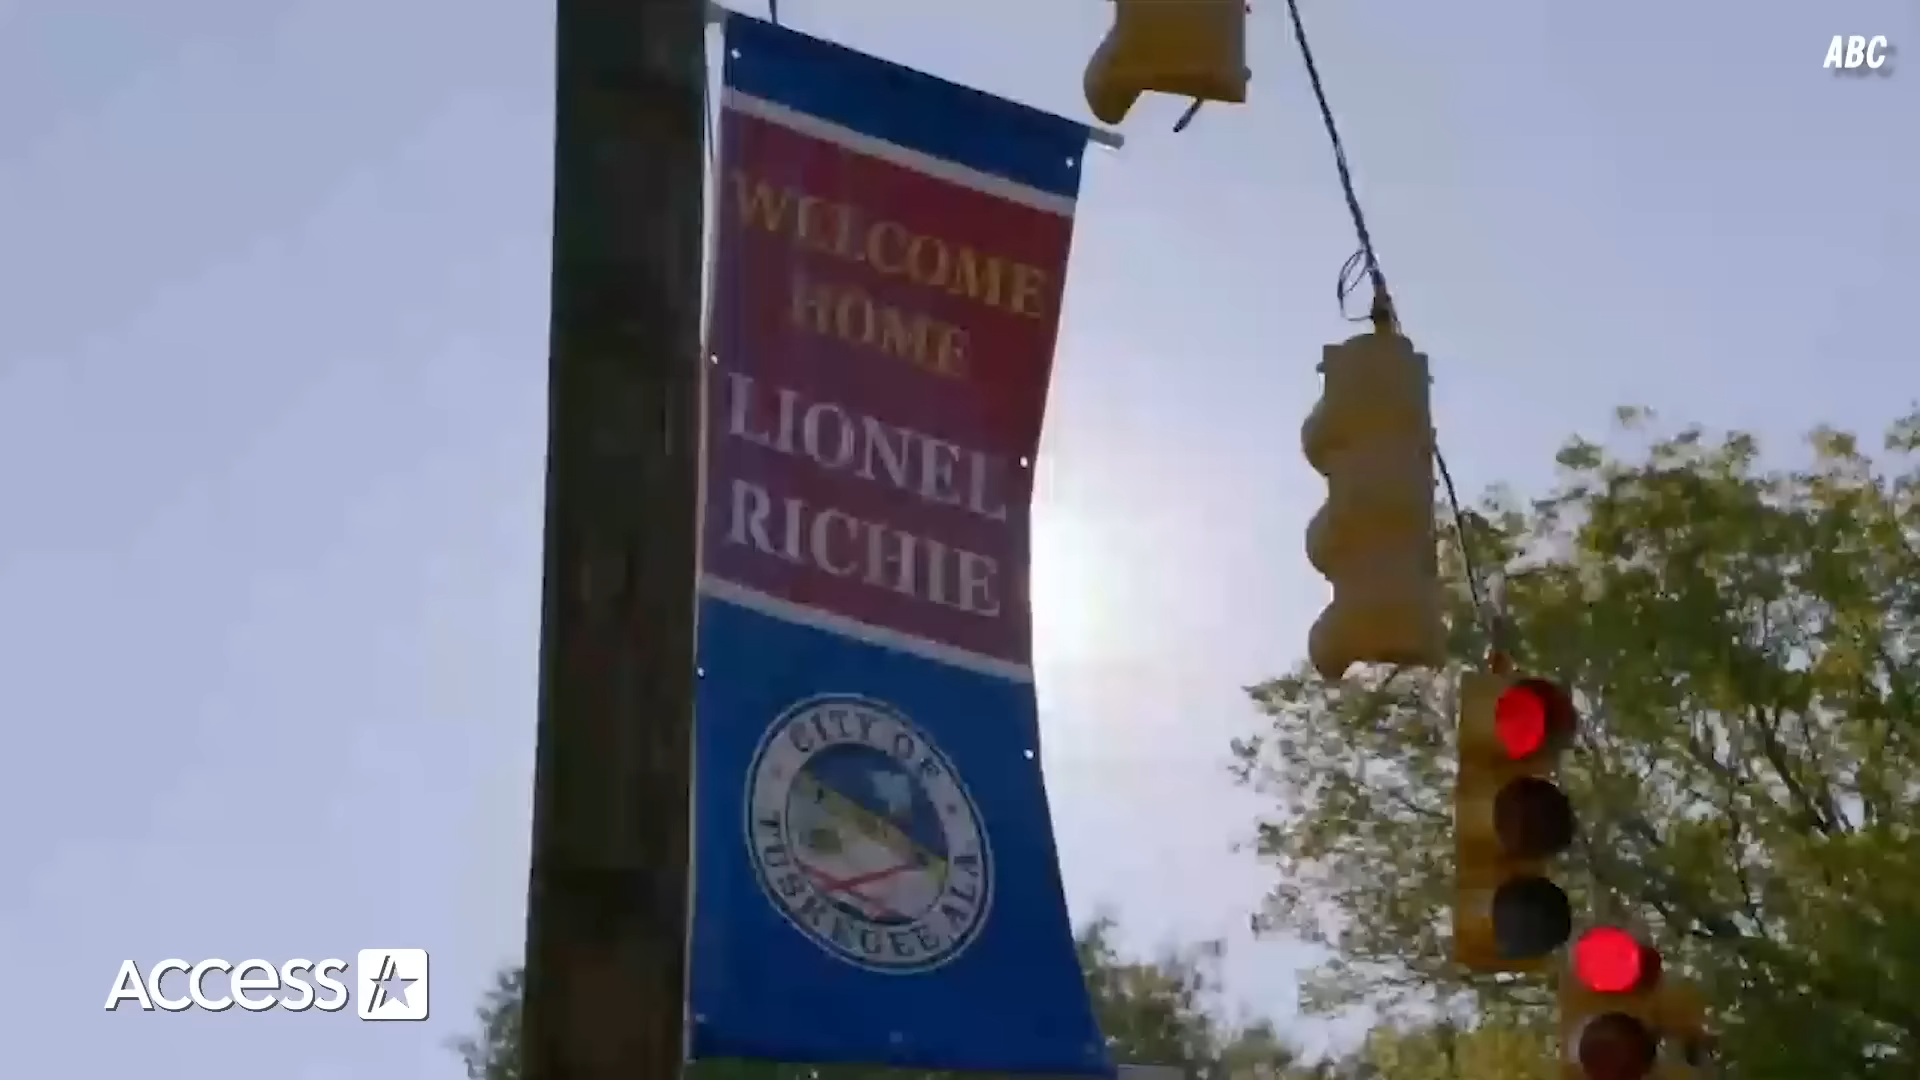 ABC
WELCOME
HOME
LIONEL
RICHIE
CITY OF
TUSKEGEE, ALA
ACCESS